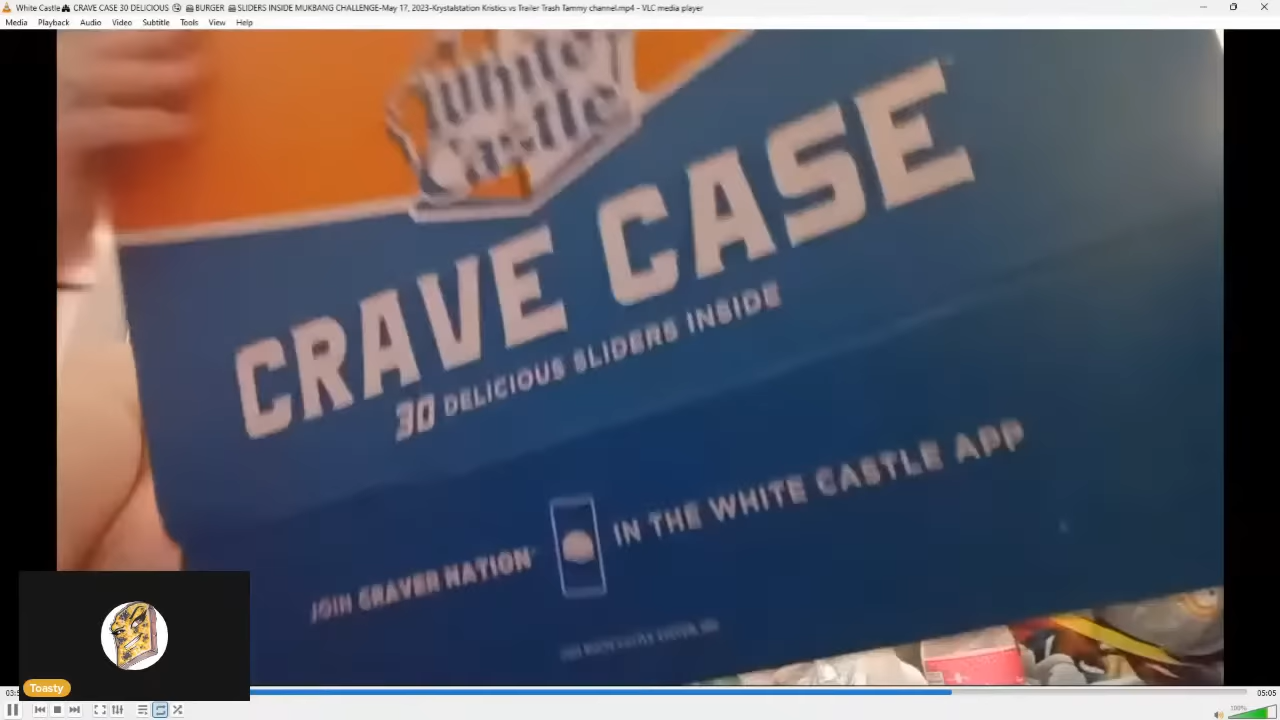 White Castle CRAVE CASE 30 DELICIOUS BURGER SLIDERS INSIDE MUKBANG CHALLENGE-May 17, 2023-Krystalstation Kristics vs Trailer Trash Tammy channel.mp4 - VLC media player
Media Playback Audio Video Subtitle Tools View Help
White
Castle
CRAVE CASE™
30 DELICIOUS SLIDERS INSIDE
JOIN CRAVER NATION IN THE WHITE CASTLE APP
Toasty
05:05
100%